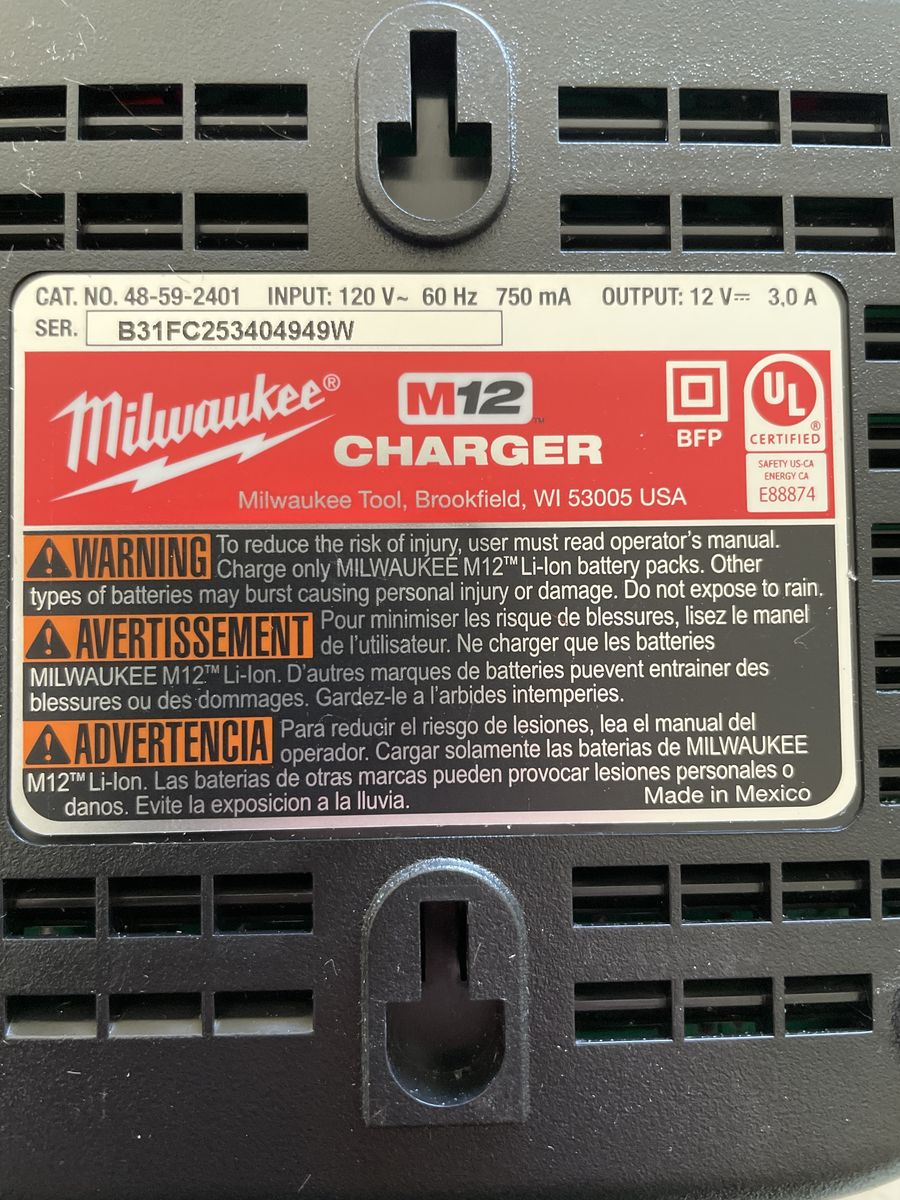 CAT. NO. 48-59-2401 INPUT: 120 V~ 60 Hz 750 mA OUTPUT: 12 V⎓ 3,0 A
SER. B31FC253404949W
Milwaukee®
M12™
CHARGER
BFP
UL®
CERTIFIED
SAFETY US-CA
ENERGY CA
E88874
Milwaukee Tool, Brookfield, WI 53005 USA
WARNING To reduce the risk of injury, user must read operator's manual.
Charge only MILWAUKEE M12™ Li-Ion battery packs. Other
types of batteries may burst causing personal injury or damage. Do not expose to rain.
AVERTISSEMENT Pour minimiser les risque de blessures, lisez le manel
de l'utilisateur. Ne charger que les batteries
MILWAUKEE M12™ Li-Ion. D'autres marques de batteries puevent entrainer des
blessures ou des dommages. Gardez-le a l'arbides intemperies.
ADVERTENCIA Para reducir el riesgo de lesiones, lea el manual del
operador. Cargar solamente las baterias de MILWAUKEE
M12™ Li-Ion. Las baterias de otras marcas pueden provocar lesiones personales o
danos. Evite la exposicion a la lluvia.
Made in Mexico